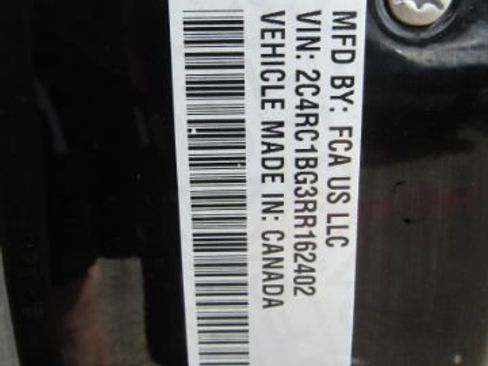 MFD BY: FCA US LLC
VIN: 2C4RC1BG3RR162402
VEHICLE MADE IN: CANADA